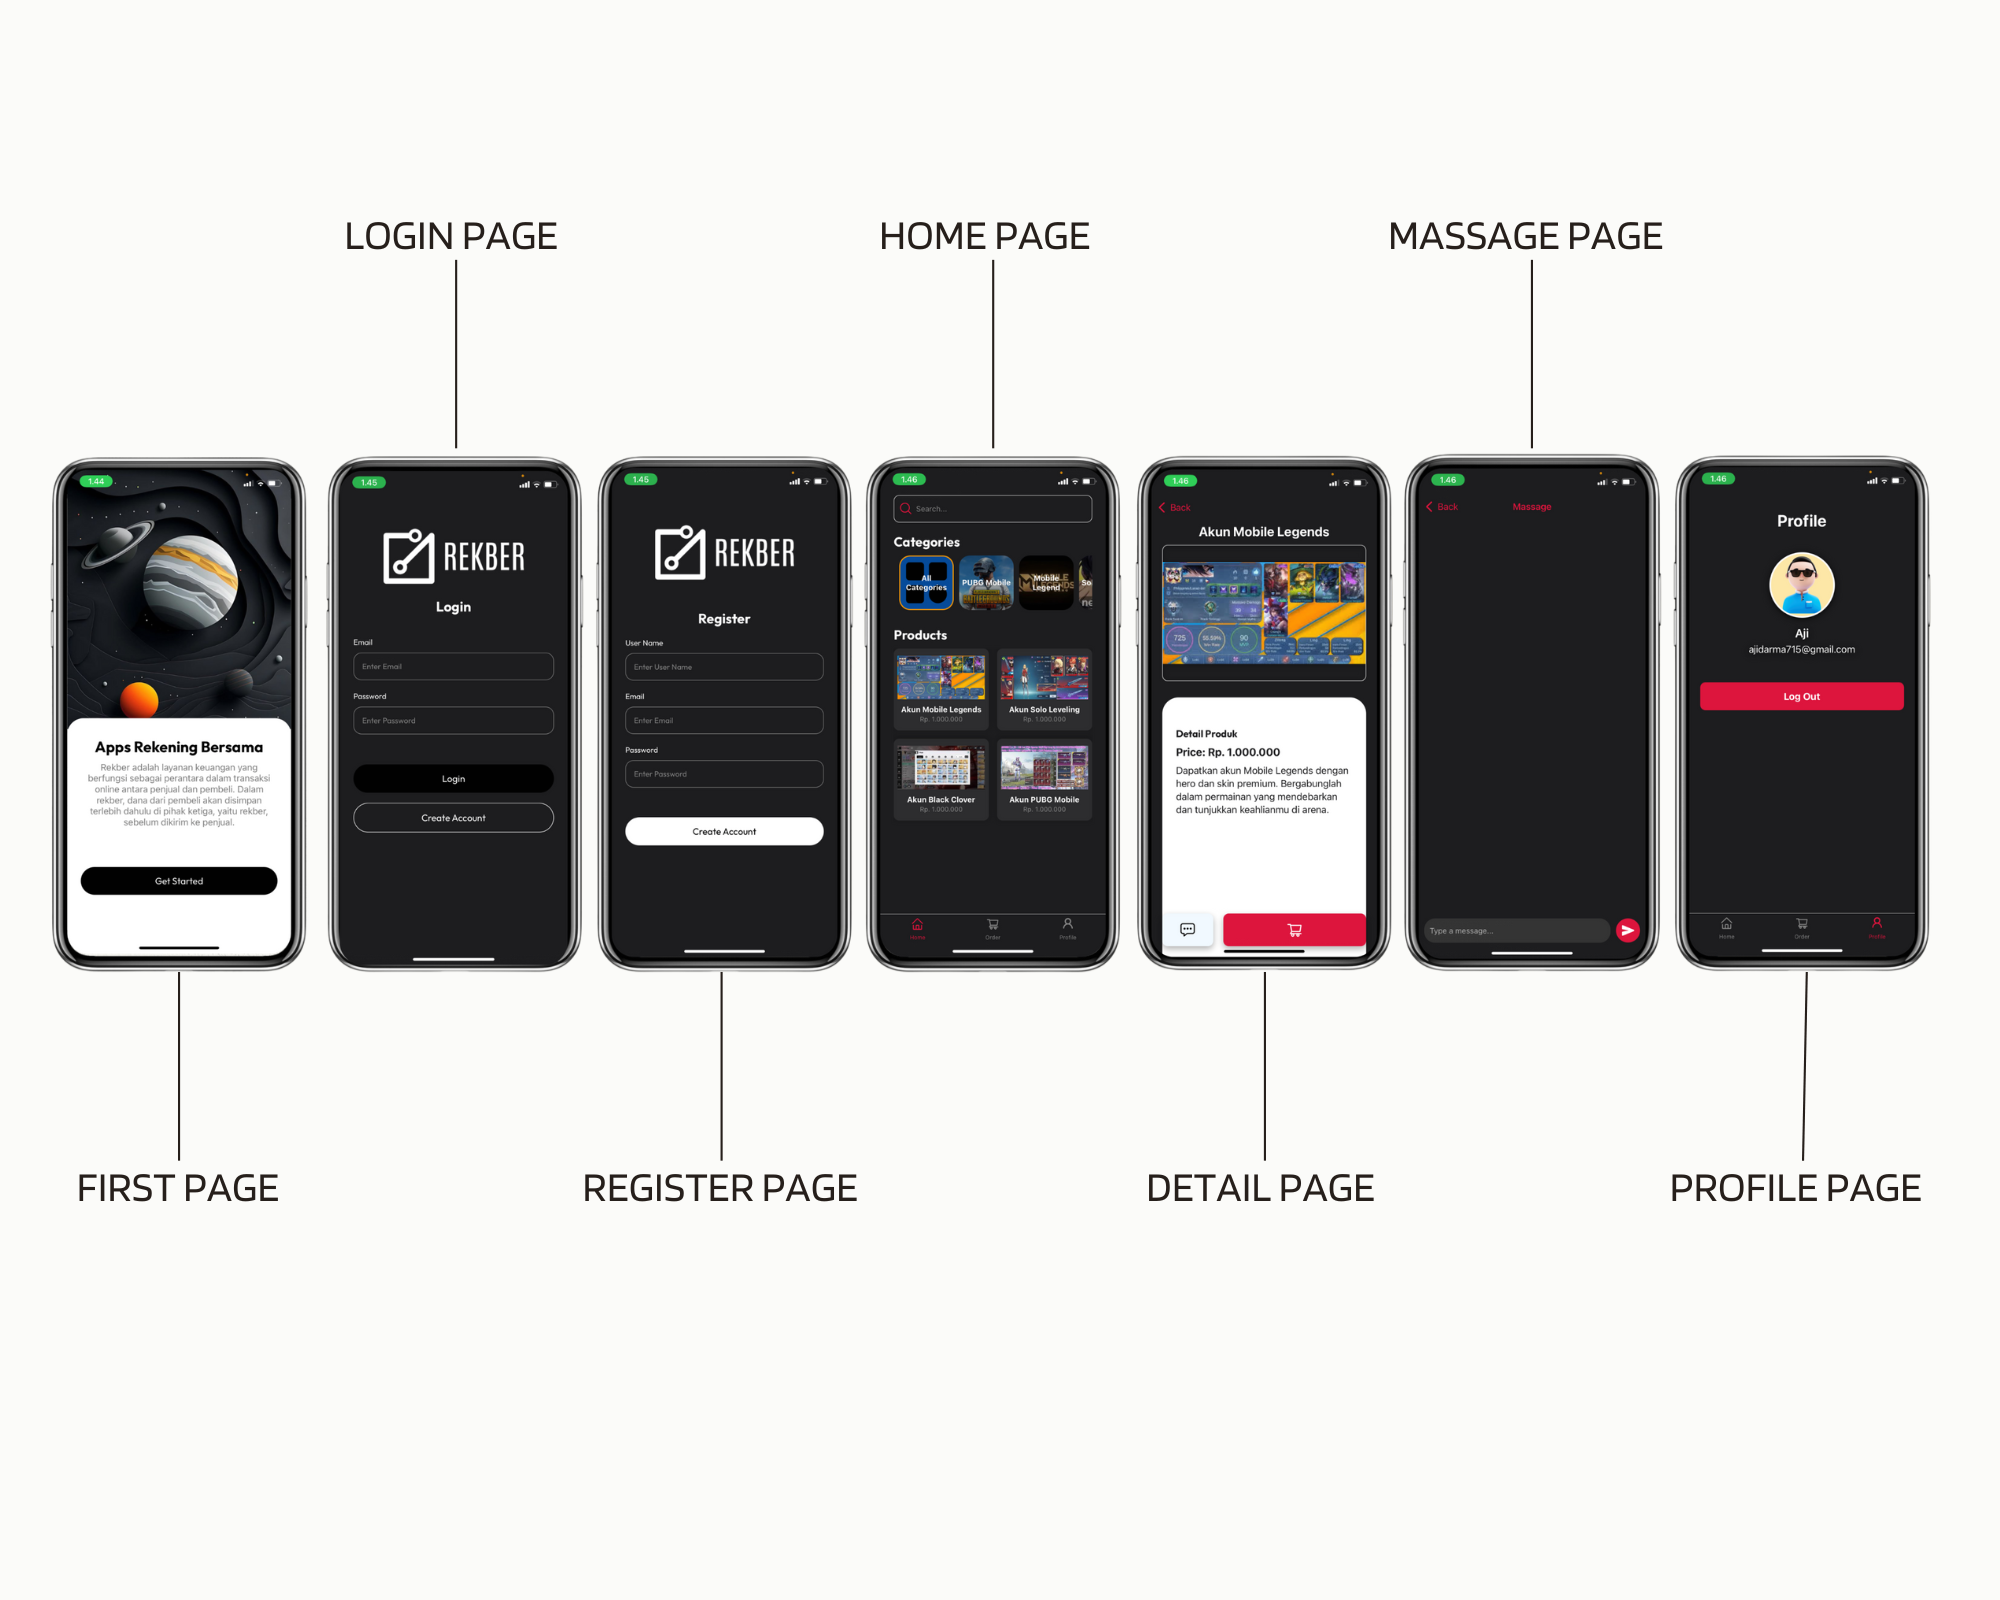 LOGIN PAGE
HOME PAGE
MASSAGE PAGE
1.44
Apps Rekening Bersama
Rekber adalah layanan keuangan yang
berfungsi sebagai perantara dalam transaksi
online antara penjual dan pembeli. Dalam
rekber, dana dari pembeli akan disimpan
terlebih dahulu di pihak ketiga, yaitu rekber,
sebelum dikirim ke penjual.
Get Started
1.45
REKBER
Login
Email
Enter Email
Password
Enter Password
Login
Create Account
1.45
REKBER
Register
User Name
Enter User Name
Email
Enter Email
Password
Enter Password
Create Account
1.46
Search...
Categories
All
Categories
PUBG Mobile
Mobile
Legend
So
ne
Products
Akun Mobile Legends
Rp. 1.000.000
Akun Solo Leveling
Rp. 1.000.000
Akun Black Clover
Rp. 1.000.000
Akun PUBG Mobile
Rp. 1.000.000
Home
Order
Profile
1.46
Back
Akun Mobile Legends
725
55.59%
90
Detail Produk
Price: Rp. 1.000.000
Dapatkan akun Mobile Legends dengan
hero dan skin premium. Bergabunglah
dalam permainan yang mendebarkan
dan tunjukkan keahlianmu di arena.
1.46
Back
Massage
Type a message...
1.46
Profile
Aji
ajidarma715@gmail.com
Log Out
Home
Order
Profile
FIRST PAGE
REGISTER PAGE
DETAIL PAGE
PROFILE PAGE